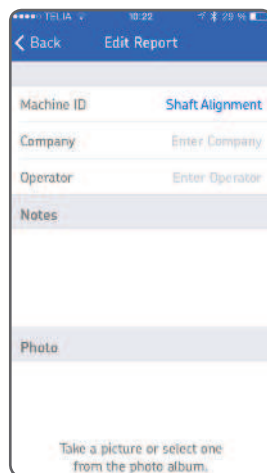 TELIA 10:22 29 %
Back Edit Report
Machine ID Shaft Alignment
Company Enter Company
Operator Enter Operator
Notes
Photo
Take a picture or select one
from the photo album.